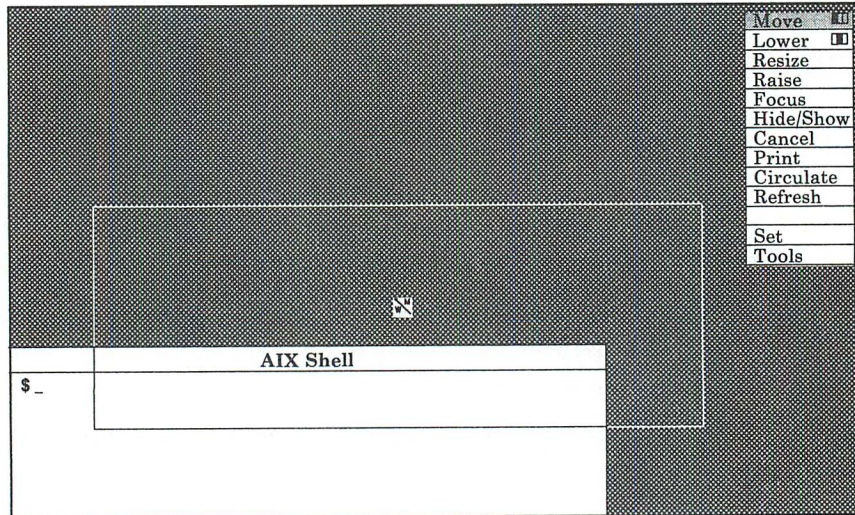 Move
Lower
Resize
Raise
Focus
Hide/Show
Cancel
Print
Circulate
Refresh
Set
Tools
AIX Shell
$ _